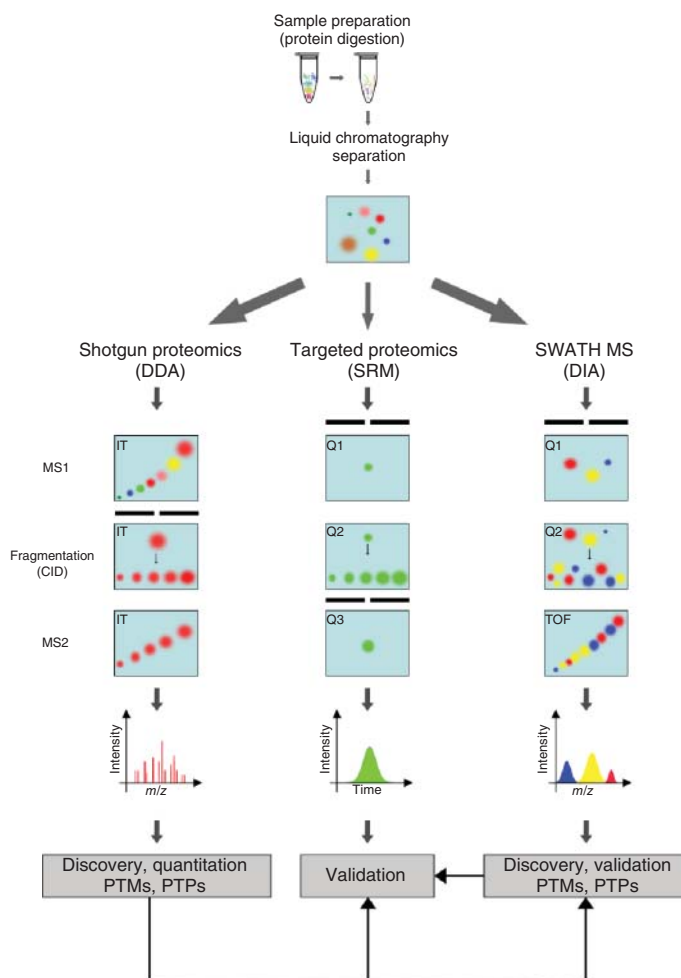 Sample preparation
(protein digestion)
Liquid chromatography
separation
Shotgun proteomics
(DDA)
Targeted proteomics
(SRM)
SWATH MS
(DIA)
MS1
IT
Q1
Q1
Fragmentation
(CID)
IT
Q2
Q2
MS2
IT
Q3
TOF
Intensity
m/z
Intensity
Time
Intensity
m/z
Discovery, quantitation
PTMs, PTPs
Validation
Discovery, validation
PTMs, PTPs